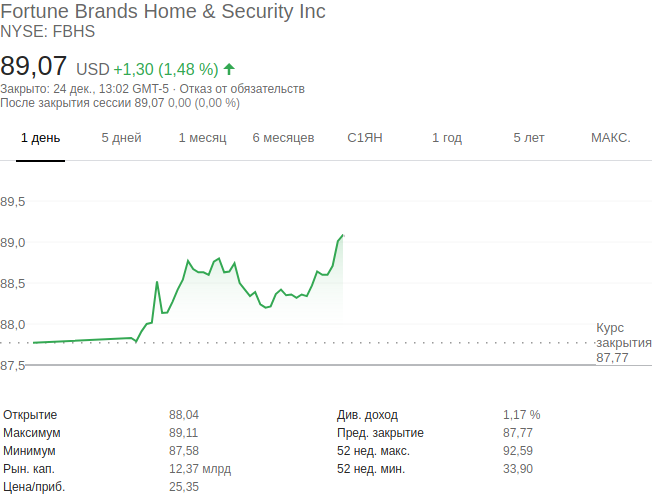 Fortune Brands Home & Security Inc
NYSE: FBHS
89,07 USD +1,30 (1,48 %)
Закрыто: 24 дек., 13:02 GMT-5 · Отказ от обязательств
После закрытия сессии 89,07 0,00 (0,00 %)
1 день 5 дней 1 месяц 6 месяцев С1ЯН 1 год 5 лет МАКС.
89,5
89,0
88,5
88,0
87,5
Курс
закрытия
87,77
Открытие 88,04 Див. доход 1,17 %
Максимум 89,11 Пред. закрытие 87,77
Минимум 87,58 52 нед. макс. 92,59
Рын. кап. 12,37 млрд 52 нед. мин. 33,90
Цена/приб. 25,35